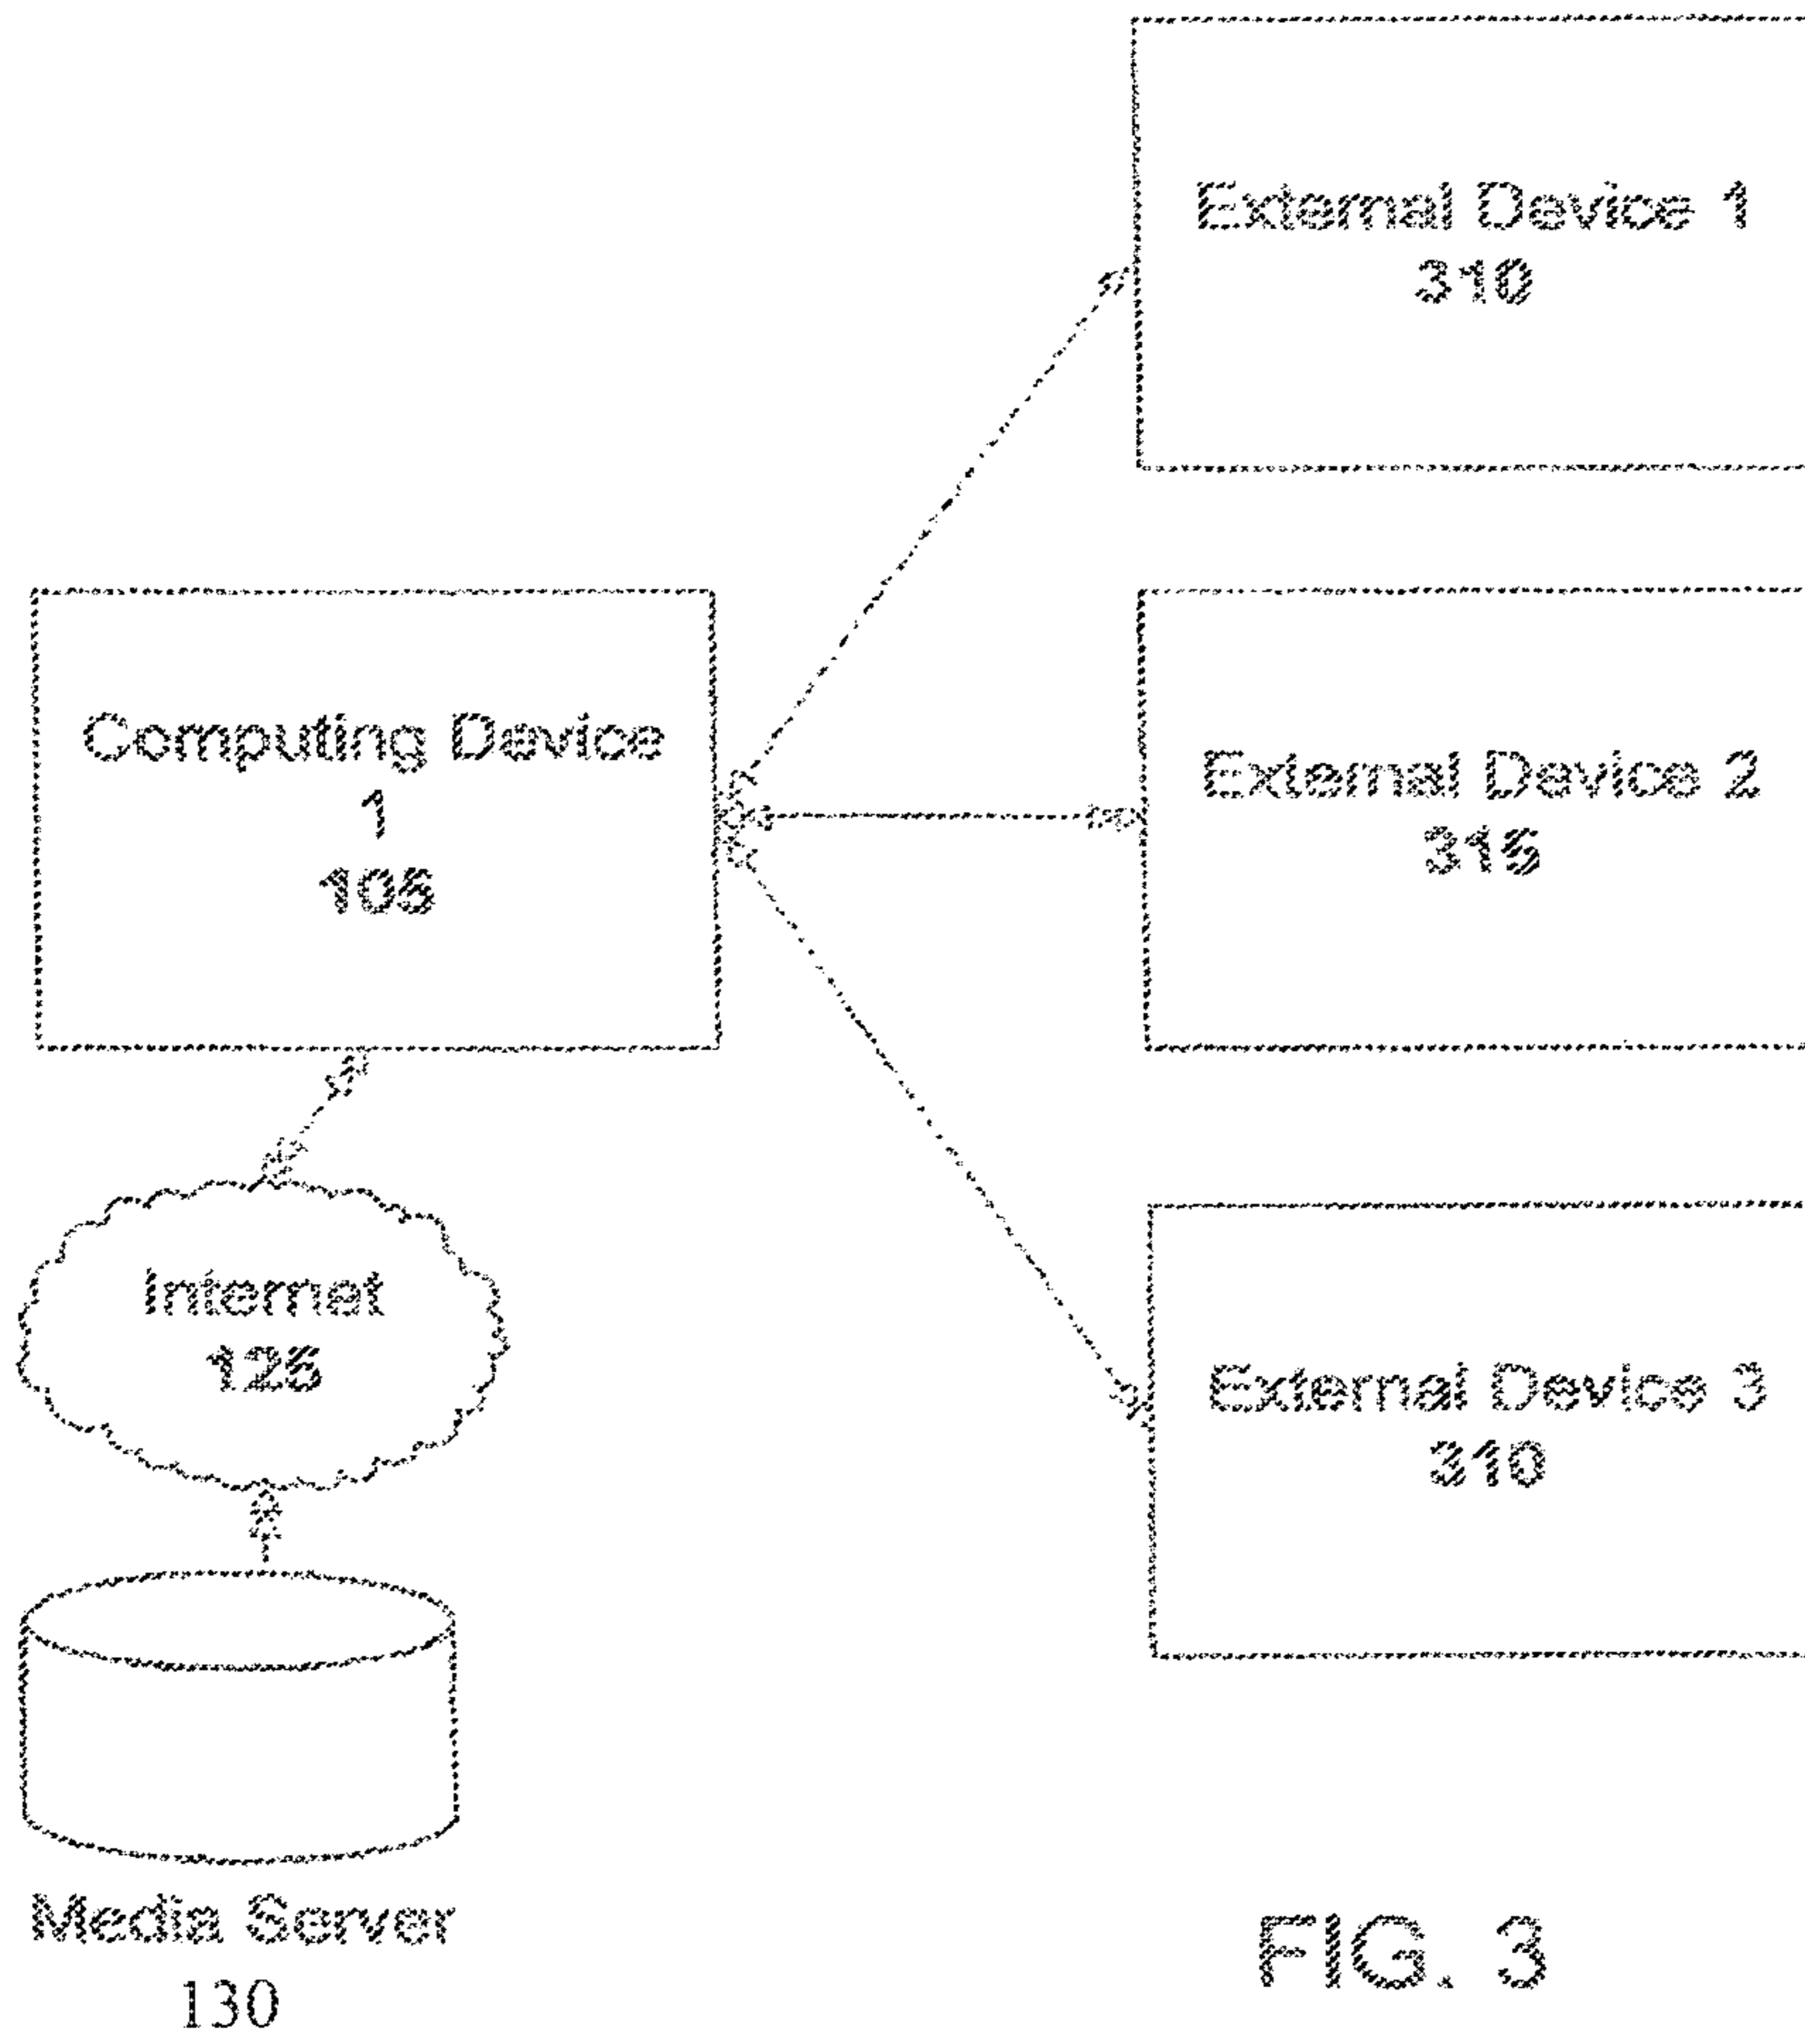 External Device 1
310
Computing Device
1
105
External Device 2
315
Internet
125
External Device 3
310
Media Server
130
FIG. 3